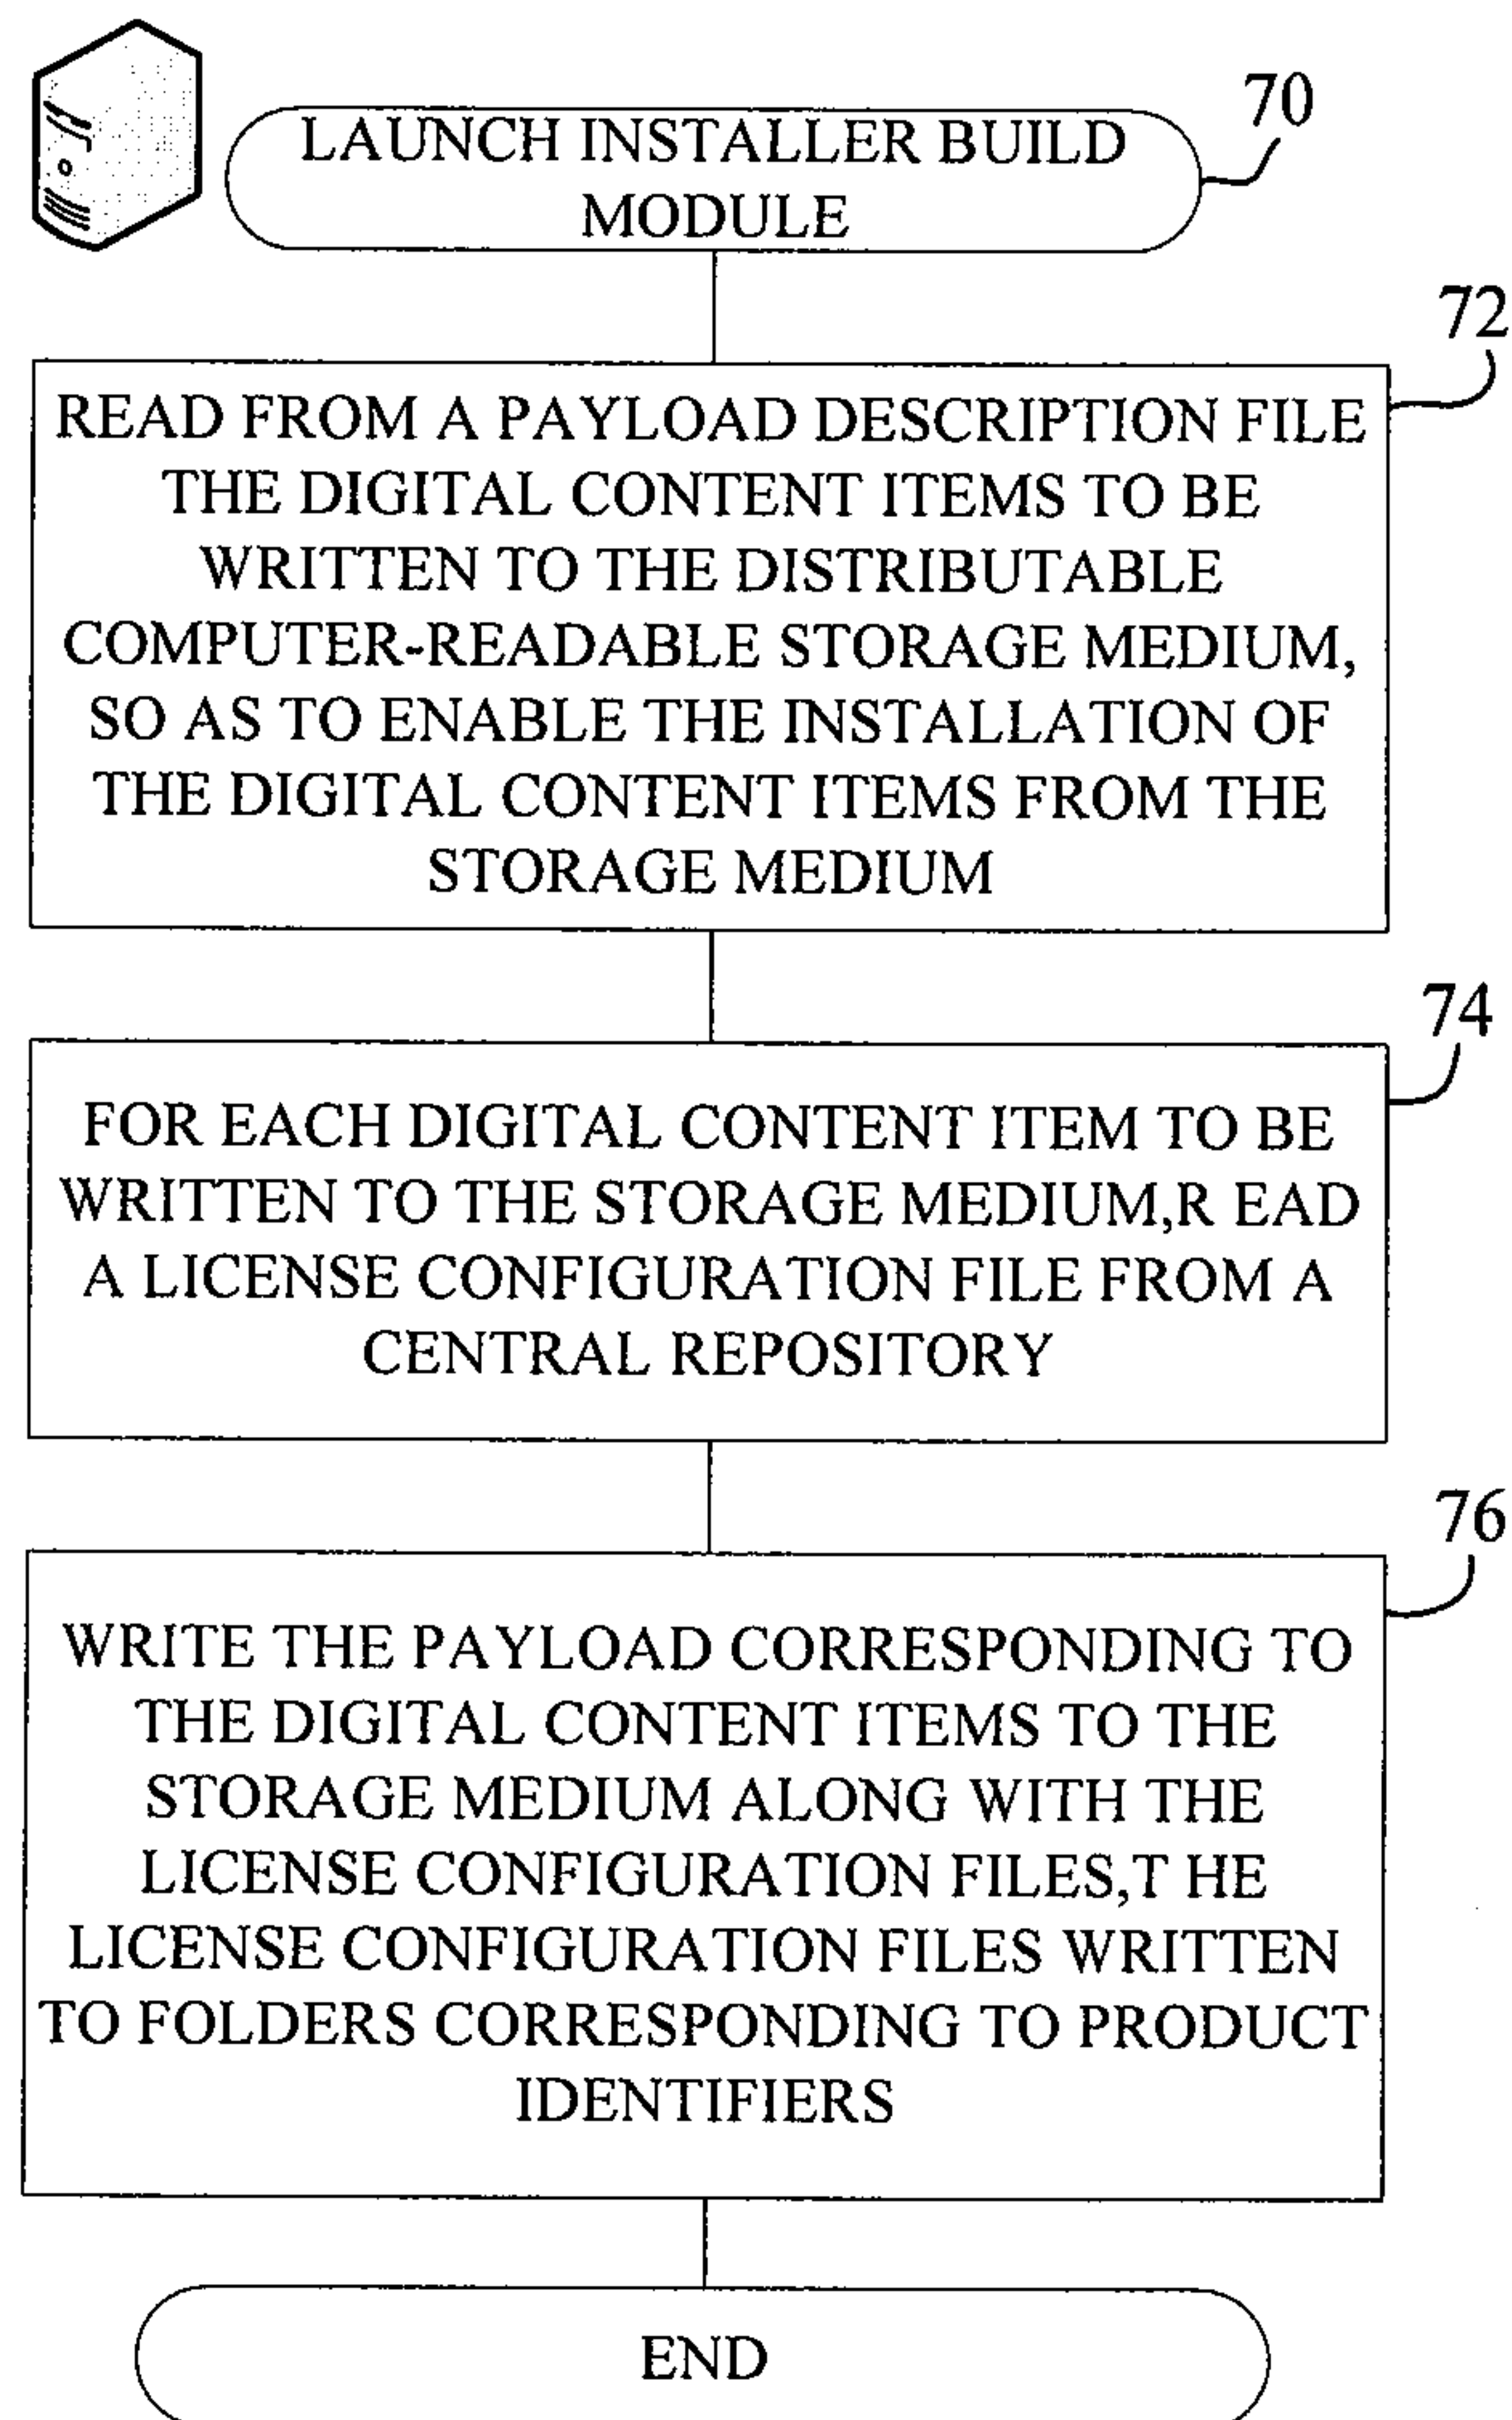 70
LAUNCH INSTALLER BUILD
MODULE
72
READ FROM A PAYLOAD DESCRIPTION FILE
THE DIGITAL CONTENT ITEMS TO BE
WRITTEN TO THE DISTRIBUTABLE
COMPUTER-READABLE STORAGE MEDIUM,
SO AS TO ENABLE THE INSTALLATION OF
THE DIGITAL CONTENT ITEMS FROM THE
STORAGE MEDIUM
74
FOR EACH DIGITAL CONTENT ITEM TO BE
WRITTEN TO THE STORAGE MEDIUM,R EAD
A LICENSE CONFIGURATION FILE FROM A
CENTRAL REPOSITORY
76
WRITE THE PAYLOAD CORRESPONDING TO
THE DIGITAL CONTENT ITEMS TO THE
STORAGE MEDIUM ALONG WITH THE
LICENSE CONFIGURATION FILES,T HE
LICENSE CONFIGURATION FILES WRITTEN
TO FOLDERS CORRESPONDING TO PRODUCT
IDENTIFIERS
END